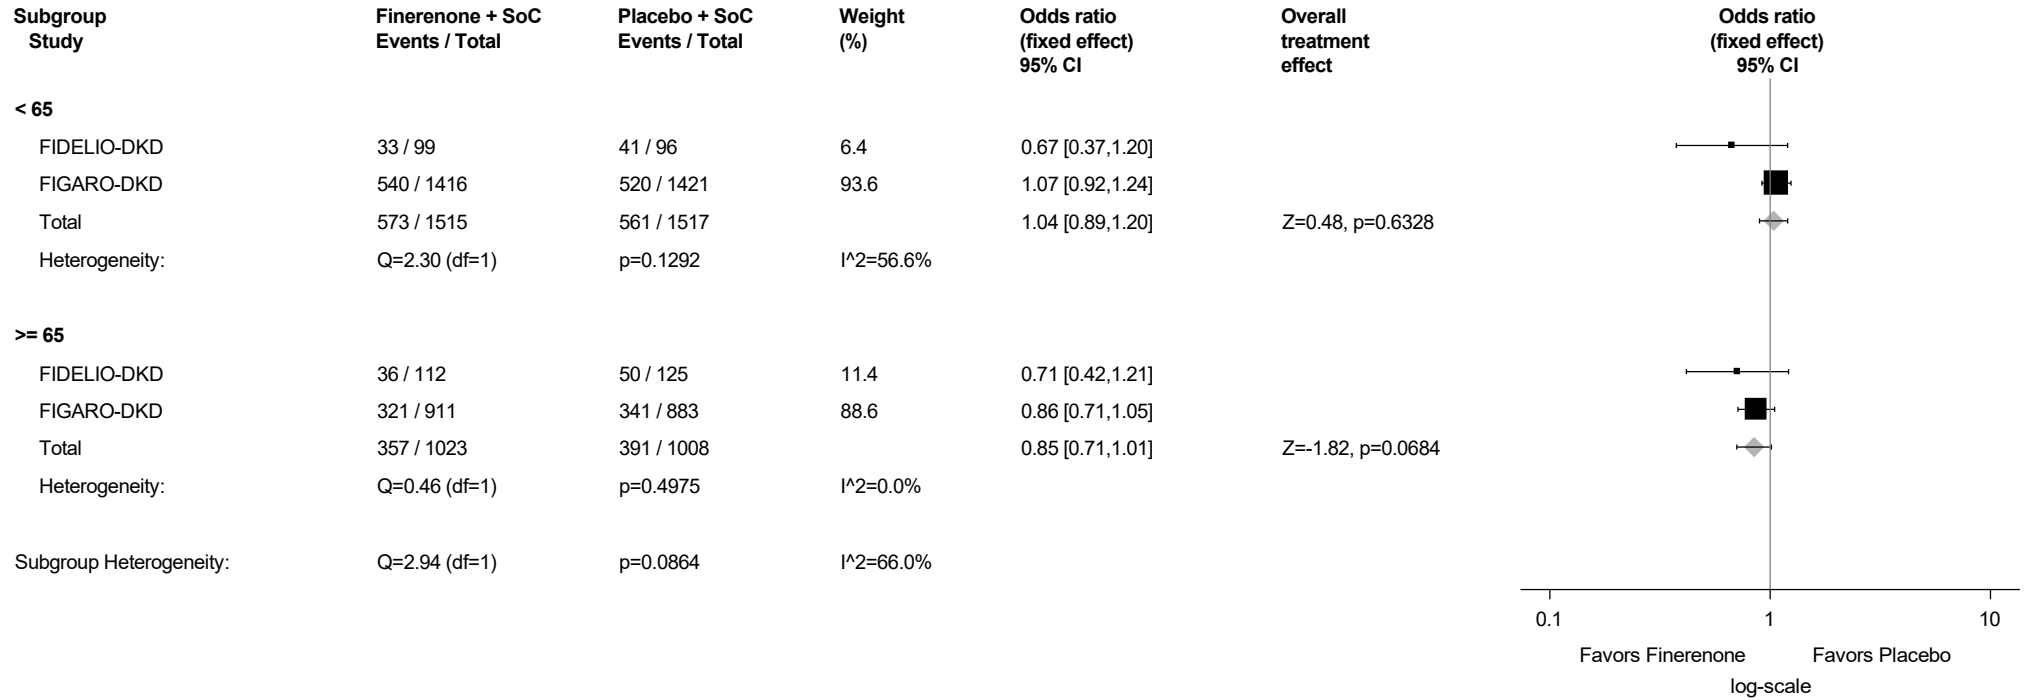 Subgroup Finerenone + SoC Placebo + SoC Weight Odds ratio Overall Odds ratio
Study Events / Total Events / Total (%) (fixed effect) treatment (fixed effect)
95% CI effect 95% CI
< 65
FIDELIO-DKD 33 / 99 41 / 96 6.4 0.67 [0.37,1.20]
FIGARO-DKD 540 / 1416 520 / 1421 93.6 1.07 [0.92,1.24]
Total 573 / 1515 561 / 1517 1.04 [0.89,1.20] Z=0.48, p=0.6328
Heterogeneity: Q=2.30 (df=1) p=0.1292 I^2=56.6%
>= 65
FIDELIO-DKD 36 / 112 50 / 125 11.4 0.71 [0.42,1.21]
FIGARO-DKD 321 / 911 341 / 883 88.6 0.86 [0.71,1.05]
Total 357 / 1023 391 / 1008 0.85 [0.71,1.01] Z=-1.82, p=0.0684
Heterogeneity: Q=0.46 (df=1) p=0.4975 I^2=0.0%
Subgroup Heterogeneity: Q=2.94 (df=1) p=0.0864 I^2=66.0%
0.1 1 10
Favors Finerenone Favors Placebo
log-scale